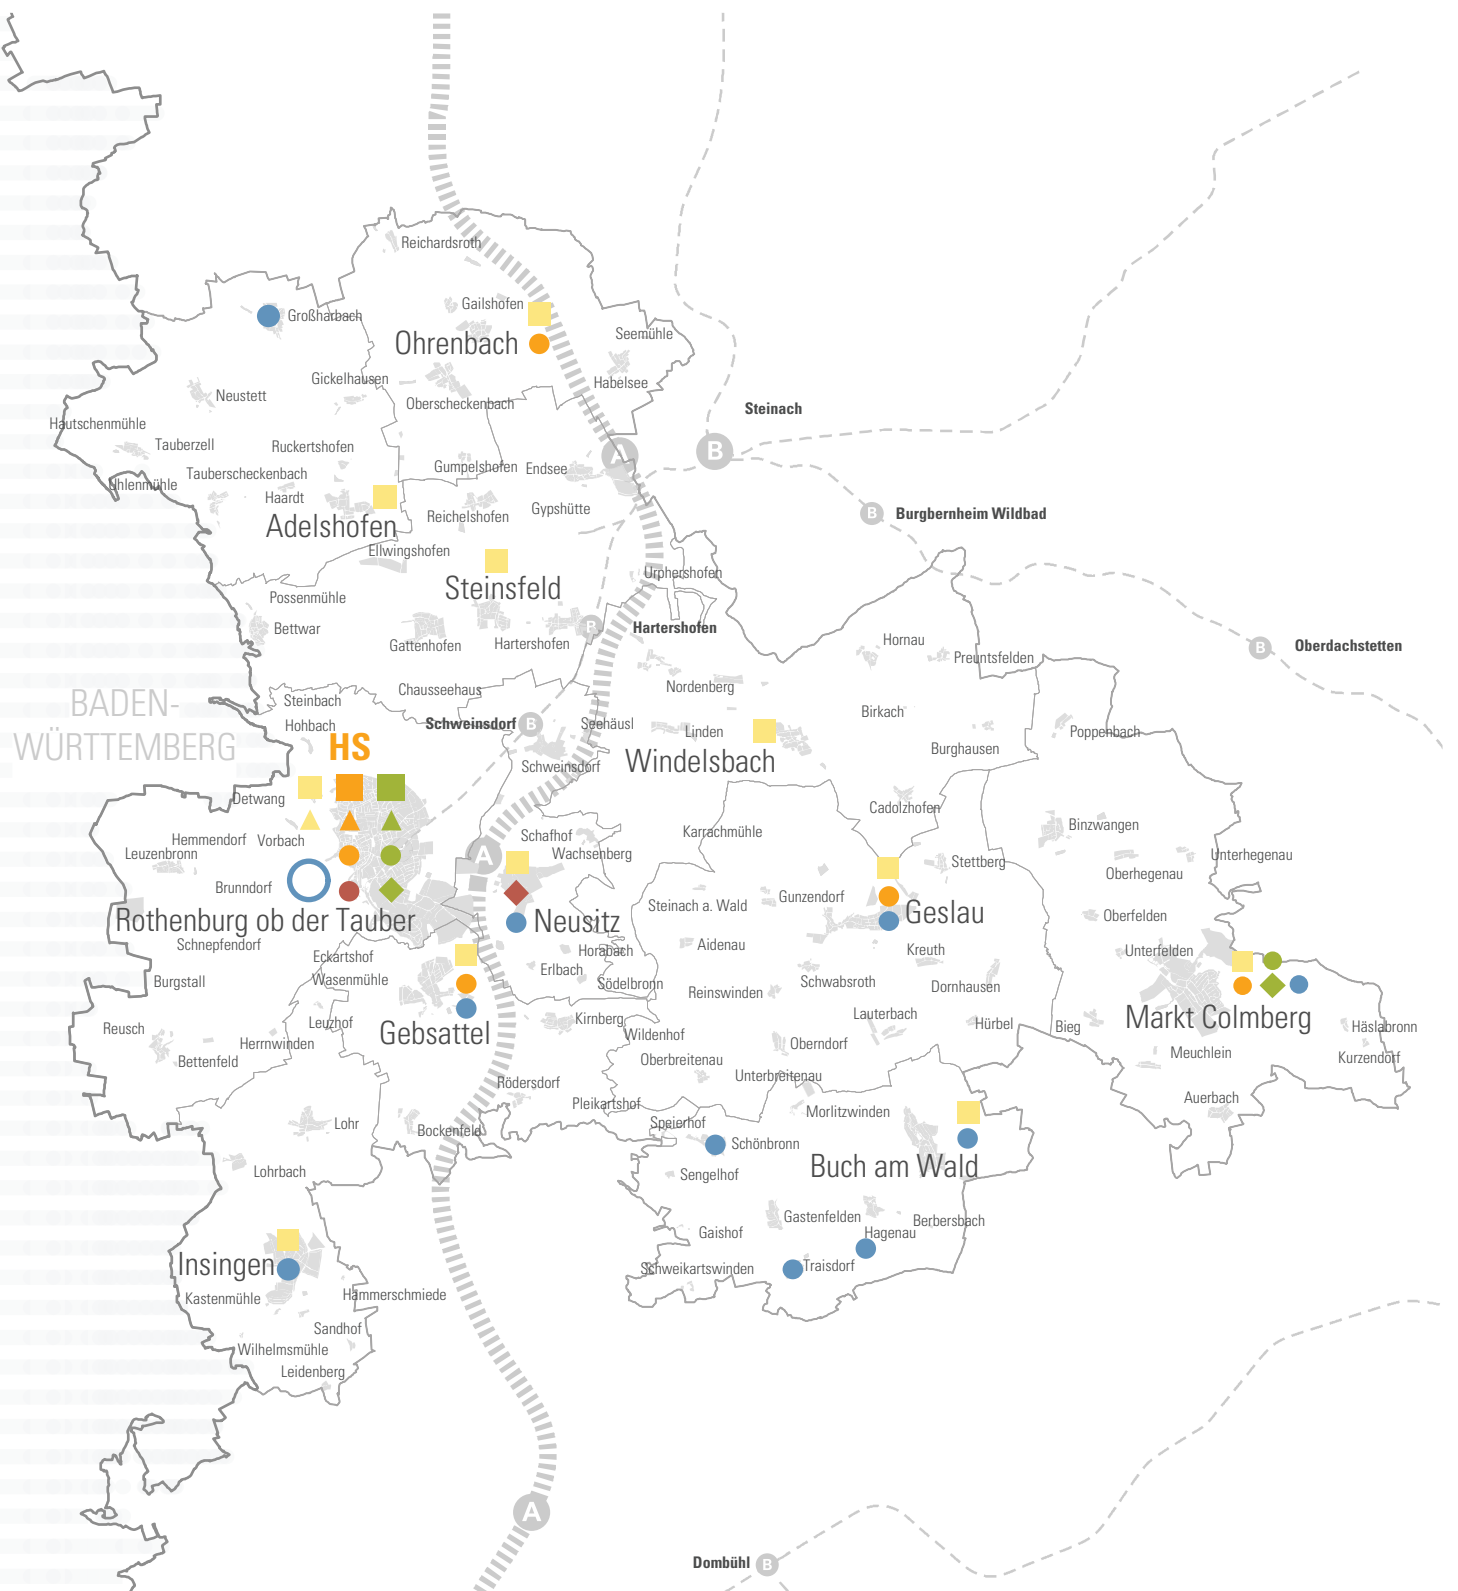 Reichardsroth
Gailshofen
Großharbach
Ohrenbach
Seemühle
Gickelhausen
Habelsee
Neustett
Oberscheckenbach
Steinach
Hautschenmühle
Tauberzell
Ruckertshofen
A
B
Tauberscheckenbach
Gumpelshofen
Endsee
Uhlenmühle
Haardt
Gypshütte
Reichelshofen
B
Burgbernheim Wildbad
Adelshofen
Ellwingshofen
Urphershofen
Steinsfeld
Possenmühle
Bettwar
B
Hartershofen
Gattenhofen
Hartershofen
Hornau
B
Oberdachstetten
Preuntsfelden
Nordenberg
Chausseehaus
BADEN-
WÜRTTEMBERG
Steinbach
Hohbach
Schweinsdorf
B
Seehäusl
Linden
Birkach
Poppenbach
HS
Burghausen
Windelsbach
Schweinsdorf
Detwang
Cadolzhofen
Hemmendorf
Vorbach
Schafhof
Karrachmühle
Binzwangen
Leuzenbronn
A
Wachsenberg
Stettberg
Unterhegenau
Oberhegenau
Brunndorf
Gunzendorf
Steinach a. Wald
Geslau
Rothenburg ob der Tauber
Neusitz
Oberfelden
Schnepfendorf
Aidenau
Kreuth
Unterfelden
Eckartshof
Horabach
Erlbach
Burgstall
Wasenmühle
Södelbronn
Schwabsroth
Dornhausen
Reinswinden
Lauterbach
Markt Colmberg
Reusch
Leuzhof
Gebsattel
Kirnberg
Hürbel
Bieg
Häslabronn
Wildenhof
Herrnwinden
Oberndorf
Bettenfeld
Oberbreitenau
Meuchlein
Kurzendorf
Rödersdorf
Unterbreitenau
Pleikartshof
Auerbach
Morlitzwinden
Lohr
Bockenfeld
Speierhof
Schönbronn
Buch am Wald
Lohrbach
Sengelhof
Gastenfelden
Berbersbach
Gaishof
Hagenau
Insingen
Schweikartswinden
Traisdorf
Kastenmühle
Hammerschmiede
Sandhof
Wilhelmsmühle
Leidenberg
A
Dombühl
B